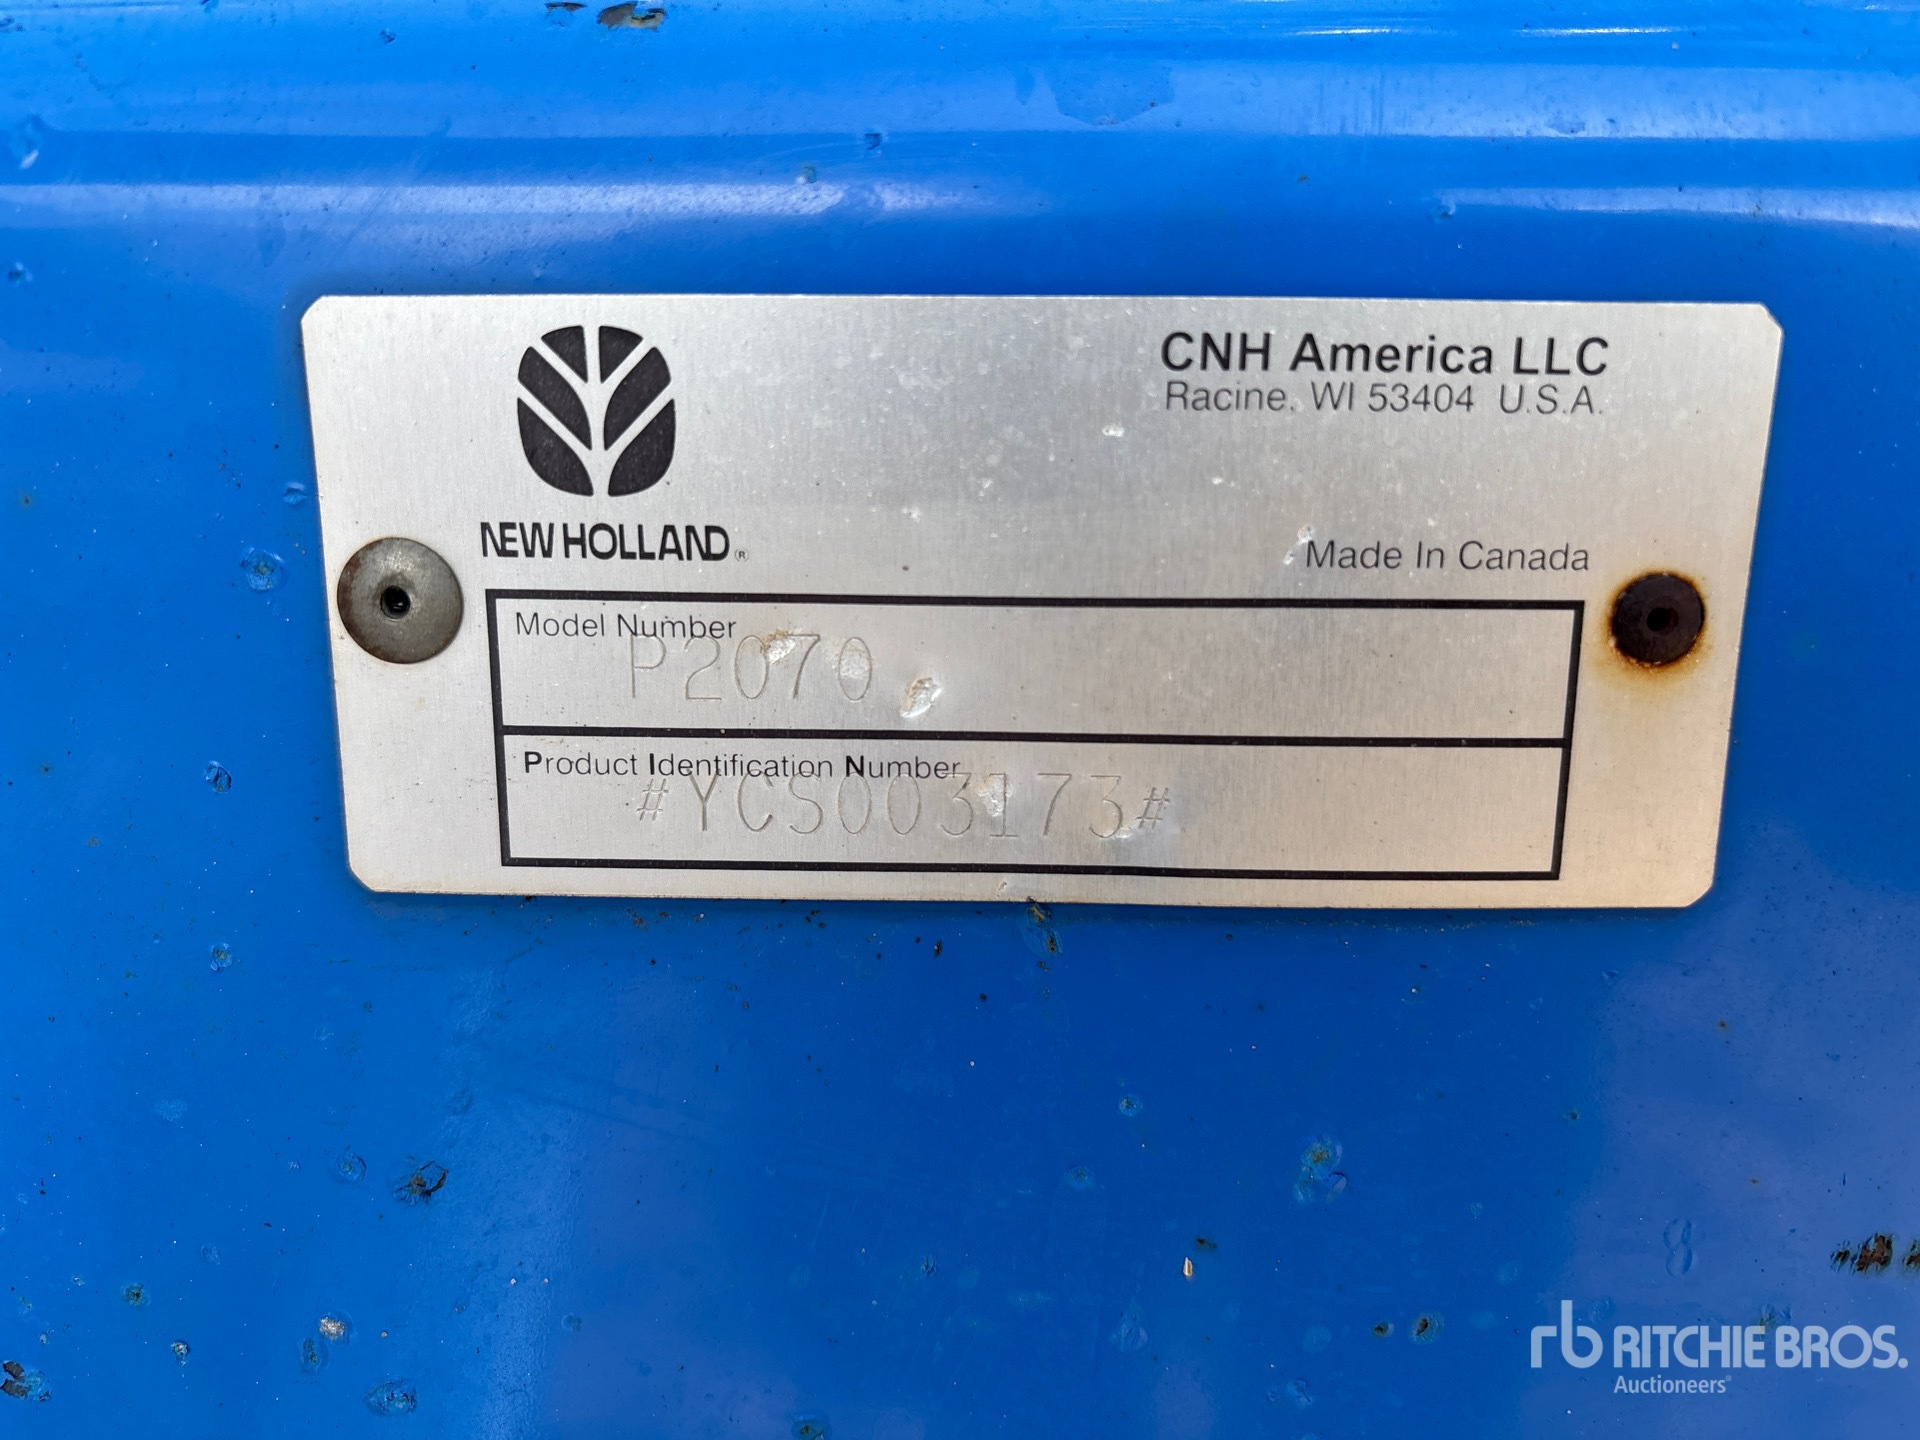 CNH America LLC
Racine, WI 53404 U.S.A.
NEW HOLLAND®
Made In Canada
Model Number
P2070
Product Identification Number
#YCS003173#
rb RITCHIE BROS.
Auctioneers®